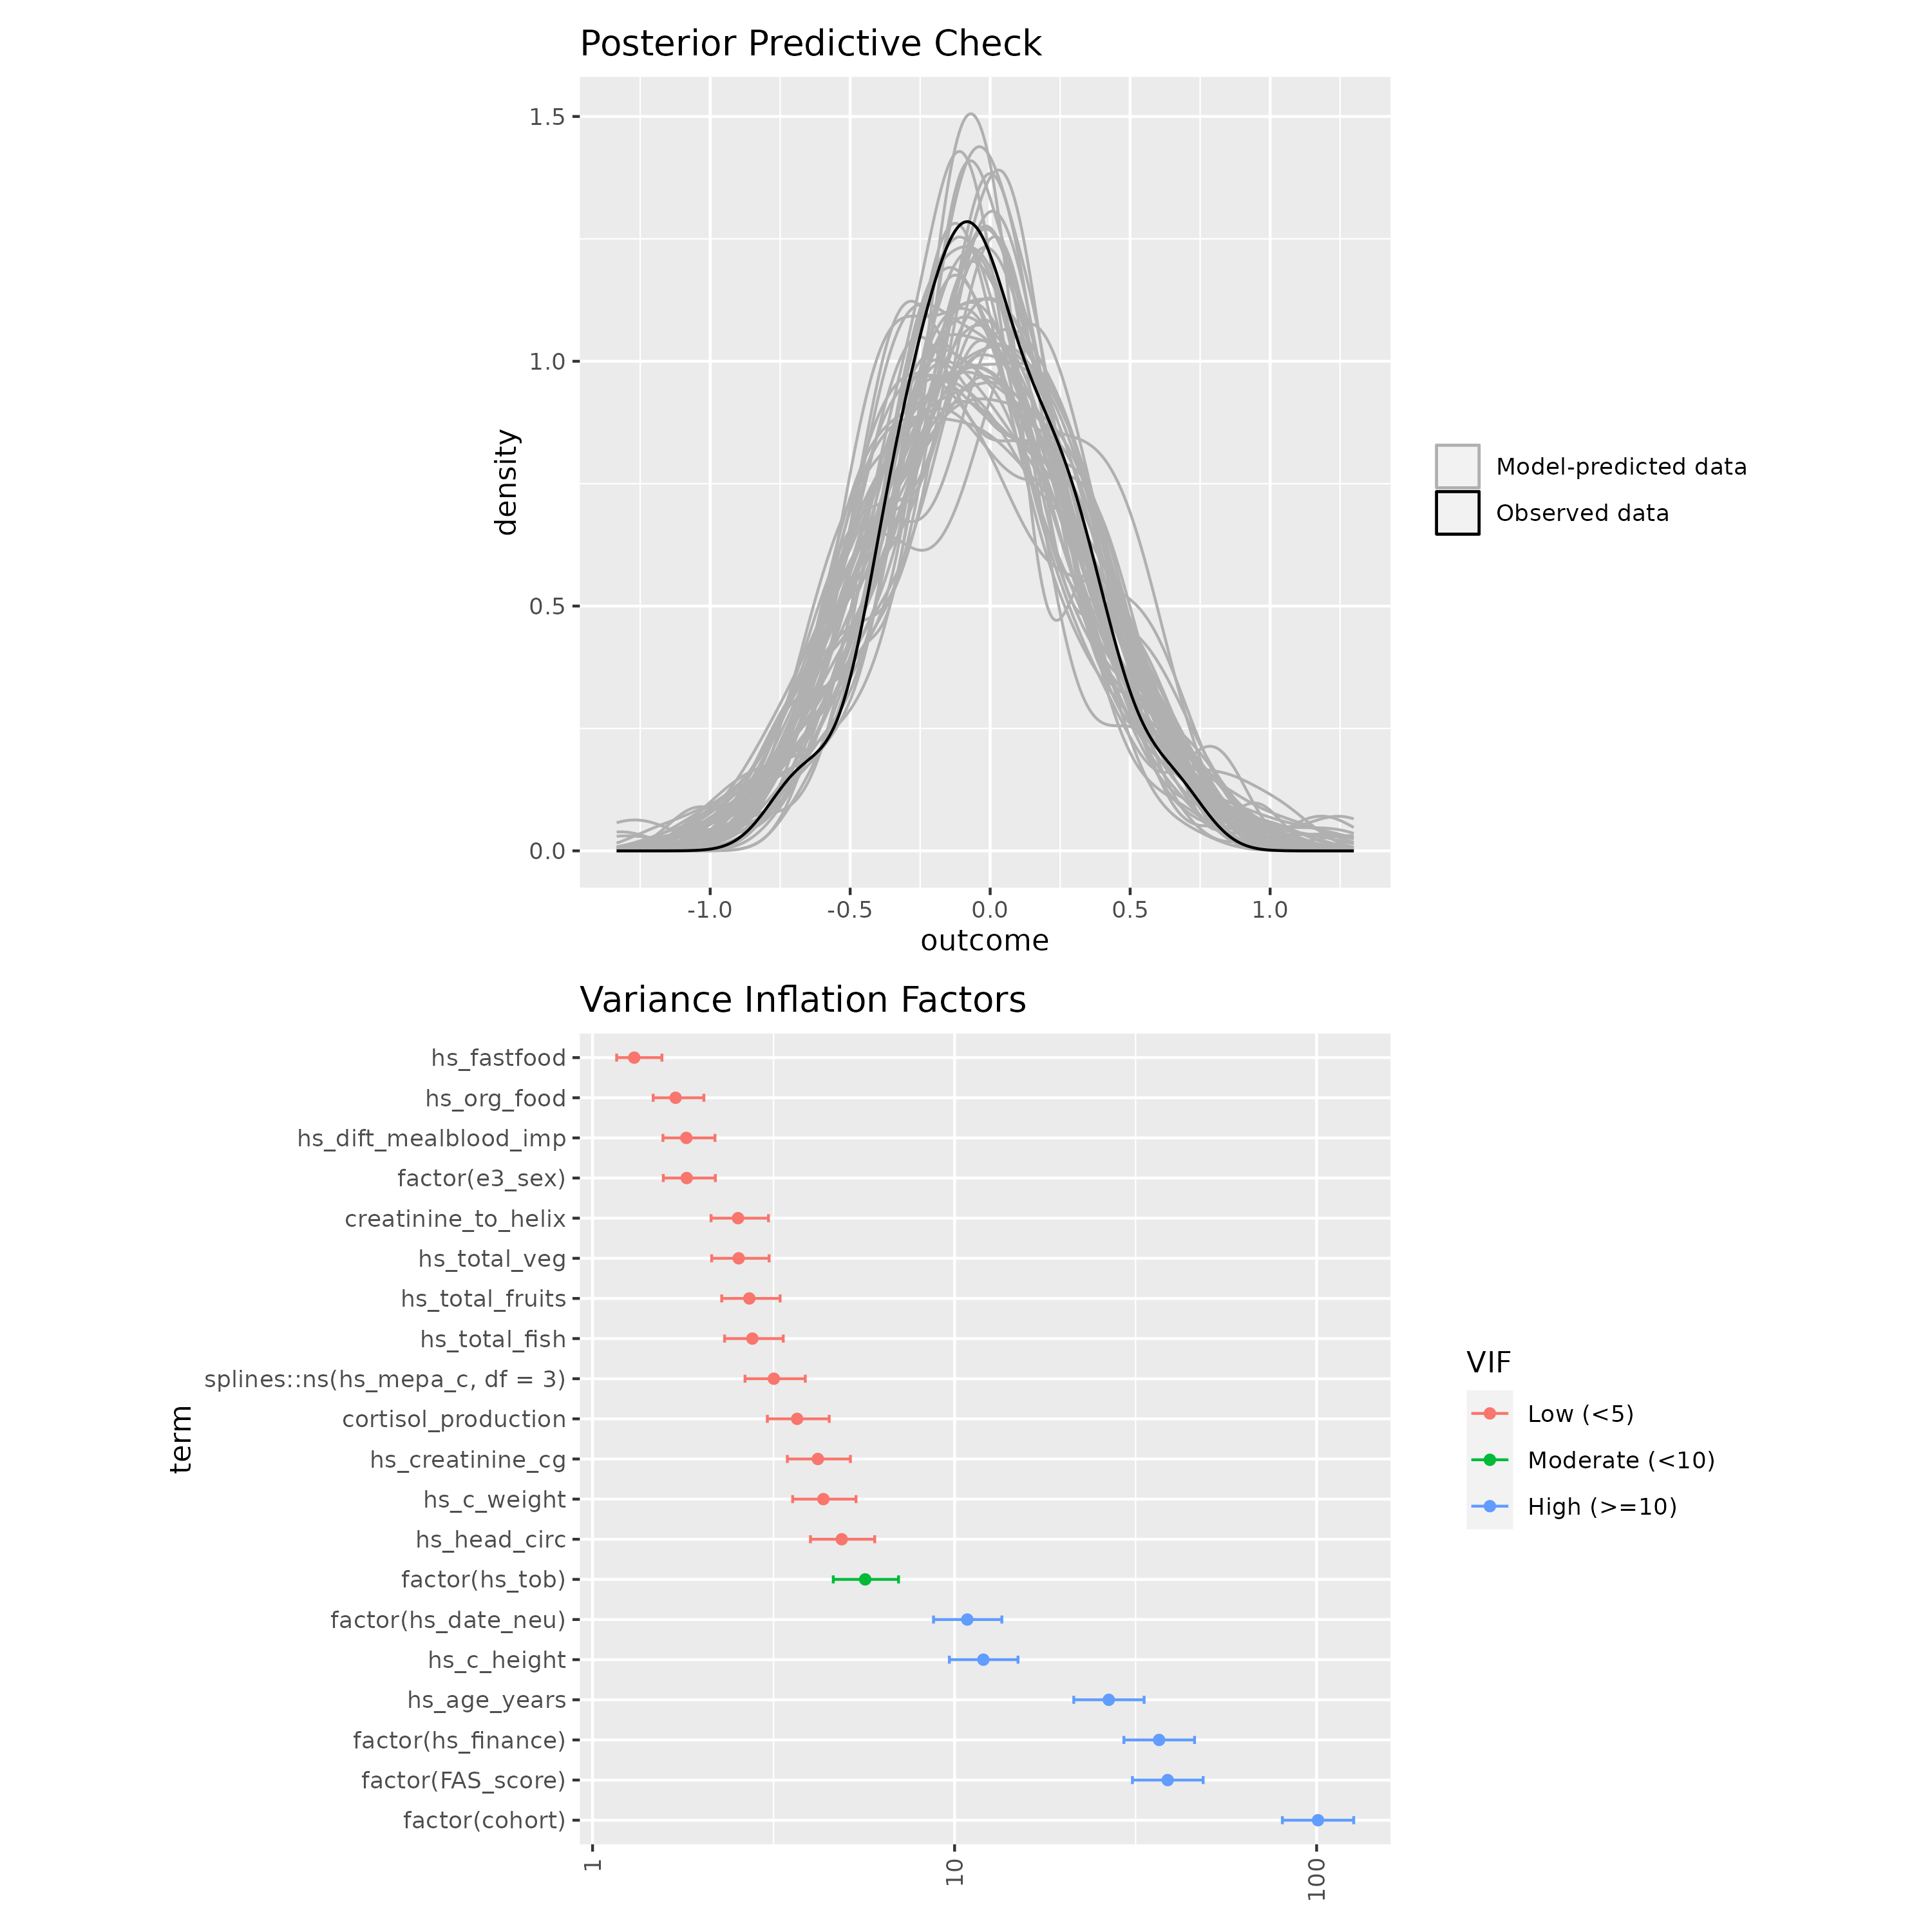 Posterior Predictive Check
1.5
1.0
0.5
0.0
density
-1.0 -0.5 0.0 0.5 1.0
outcome
Model-predicted data
Observed data
Variance Inflation Factors
hs_fastfood
hs_org_food
hs_dift_mealblood_imp
factor(e3_sex)
creatinine_to_helix
hs_total_veg
hs_total_fruits
hs_total_fish
splines::ns(hs_mepa_c, df = 3)
cortisol_production
hs_creatinine_cg
hs_c_weight
hs_head_circ
factor(hs_tob)
factor(hs_date_neu)
hs_c_height
hs_age_years
factor(hs_finance)
factor(FAS_score)
factor(cohort)
term
1 10 100
VIF
Low (<5)
Moderate (<10)
High (>=10)